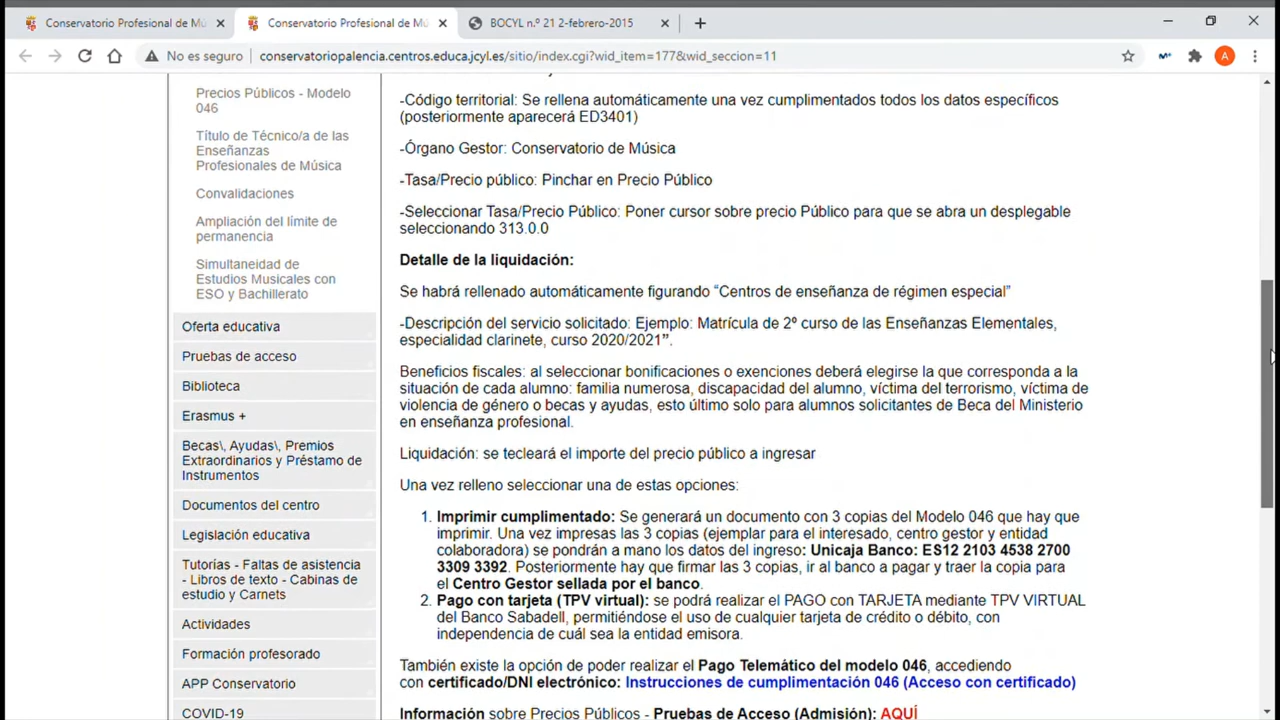 Conservatorio Profesional de Mú
Conservatorio Profesional de Mú
BOCYL n.º 21 2-febrero-2015
No es seguro
conservatoriopalencia.centros.educa.jcyl.es/sitio/index.cgi?wid_item=177&wid_seccion=11
M+
A
Precios Públicos - Modelo
046
Título de Técnico/a de las
Enseñanzas
Profesionales de Música
Convalidaciones
Ampliación del límite de
permanencia
Simultaneidad de
Estudios Musicales con
ESO y Bachillerato
Oferta educativa
Pruebas de acceso
Biblioteca
Erasmus +
Becas\, Ayudas\, Premios
Extraordinarios y Préstamo de
Instrumentos
Documentos del centro
Legislación educativa
Tutorías - Faltas de asistencia
- Libros de texto - Cabinas de
estudio y Carnets
Actividades
Formación profesorado
APP Conservatorio
COVID-19
-Código territorial: Se rellena automáticamente una vez cumplimentados todos los datos específicos
(posteriormente aparecerá ED3401)
-Órgano Gestor: Conservatorio de Música
-Tasa/Precio público: Pinchar en Precio Público
-Seleccionar Tasa/Precio Público: Poner cursor sobre precio Público para que se abra un desplegable
seleccionando 313.0.0
Detalle de la liquidación:
Se habrá rellenado automáticamente figurando “Centros de enseñanza de régimen especial”
-Descripción del servicio solicitado: Ejemplo: Matrícula de 2º curso de las Enseñanzas Elementales,
especialidad clarinete, curso 2020/2021”.
Beneficios fiscales: al seleccionar bonificaciones o exenciones deberá elegirse la que corresponda a la
situación de cada alumno: familia numerosa, discapacidad del alumno, víctima del terrorismo, víctima de
violencia de género o becas y ayudas, esto último solo para alumnos solicitantes de Beca del Ministerio
en enseñanza profesional.
Liquidación: se tecleará el importe del precio público a ingresar
Una vez relleno seleccionar una de estas opciones:
1. Imprimir cumplimentado: Se generará un documento con 3 copias del Modelo 046 que hay que
imprimir. Una vez impresas las 3 copias (ejemplar para el interesado, centro gestor y entidad
colaboradora) se pondrán a mano los datos del ingreso: Unicaja Banco: ES12 2103 4538 2700
3309 3392. Posteriormente hay que firmar las 3 copias, ir al banco a pagar y traer la copia para
el Centro Gestor sellada por el banco.
2. Pago con tarjeta (TPV virtual): se podrá realizar el PAGO con TARJETA mediante TPV VIRTUAL
del Banco Sabadell, permitiéndose el uso de cualquier tarjeta de crédito o débito, con
independencia de cuál sea la entidad emisora.
También existe la opción de poder realizar el Pago Telemático del modelo 046, accediendo
con certificado/DNI electrónico: Instrucciones de cumplimentación 046 (Acceso con certificado)
Información sobre Precios Públicos - Pruebas de Acceso (Admisión): AQUÍ